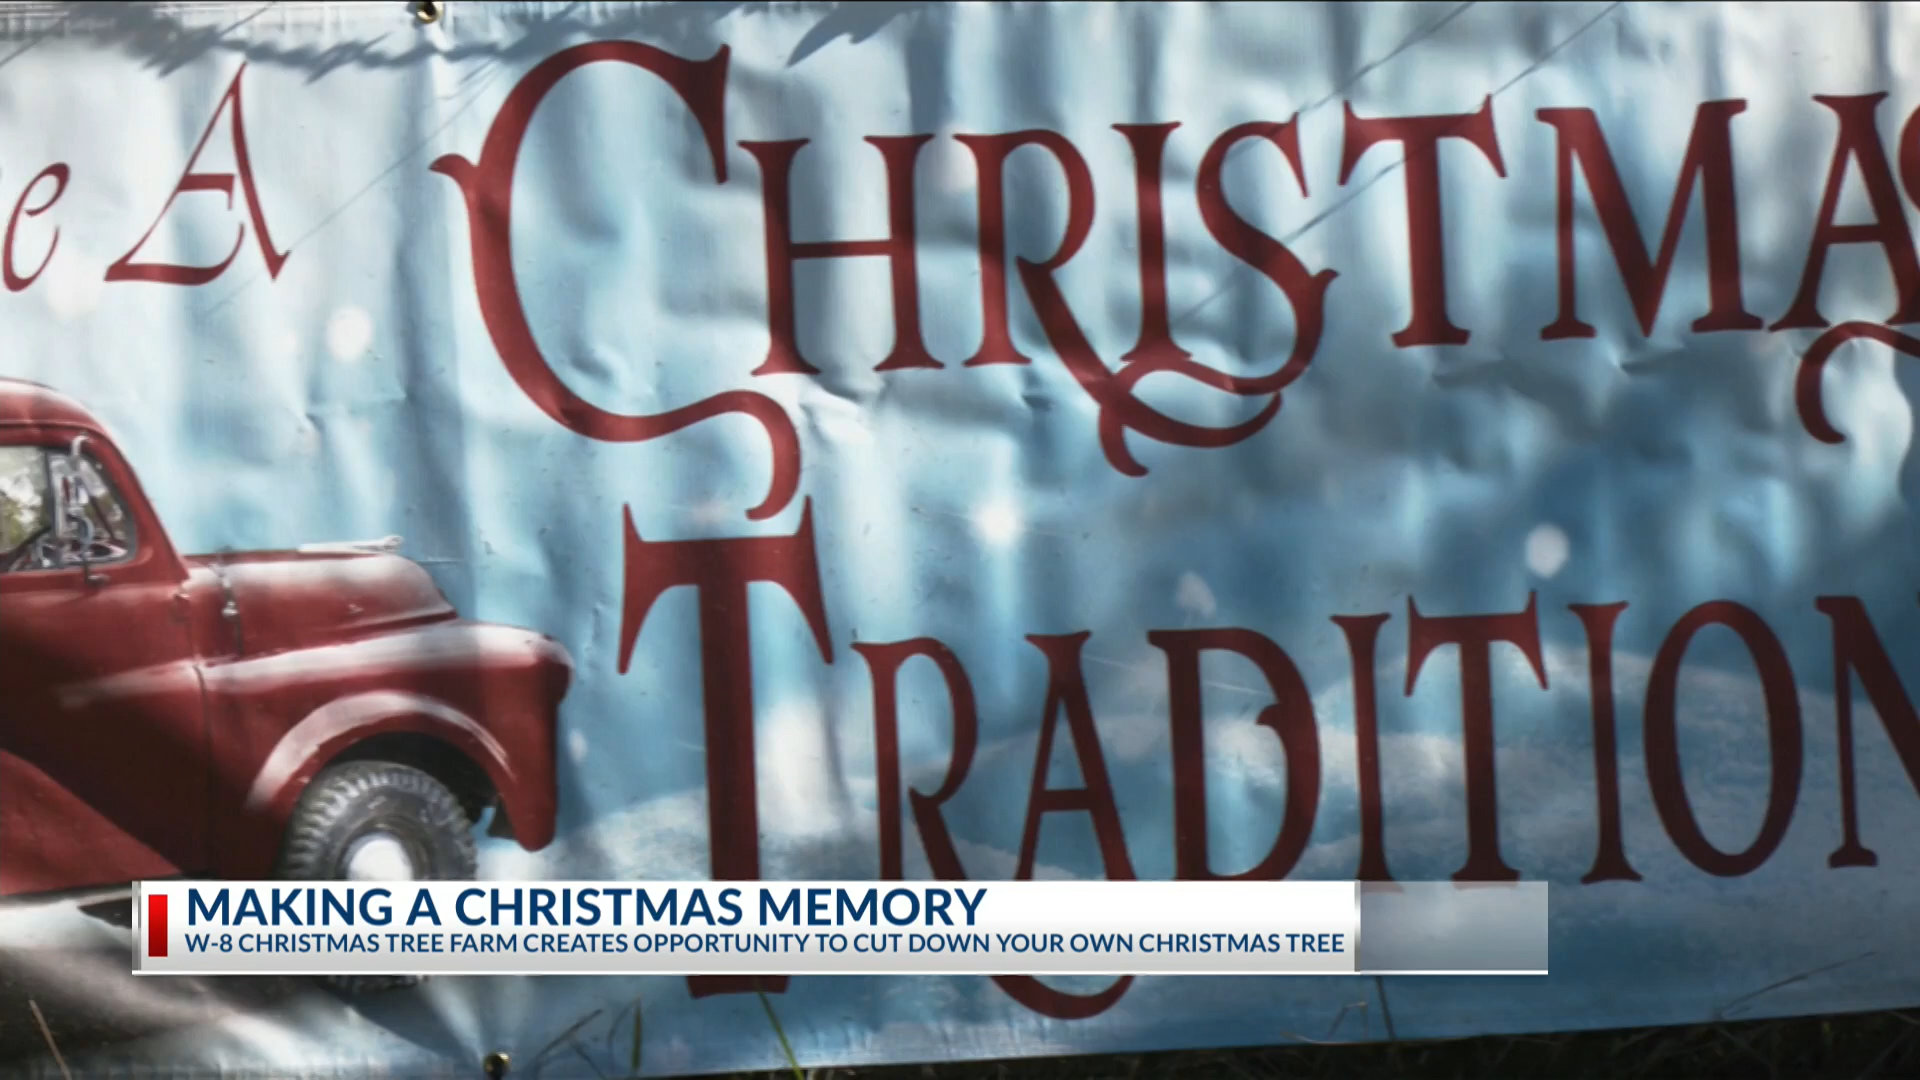 e A CHRISTMAS
TRADITION
MAKING A CHRISTMAS MEMORY
W-8 CHRISTMAS TREE FARM CREATES OPPORTUNITY TO CUT DOWN YOUR OWN CHRISTMAS TREE